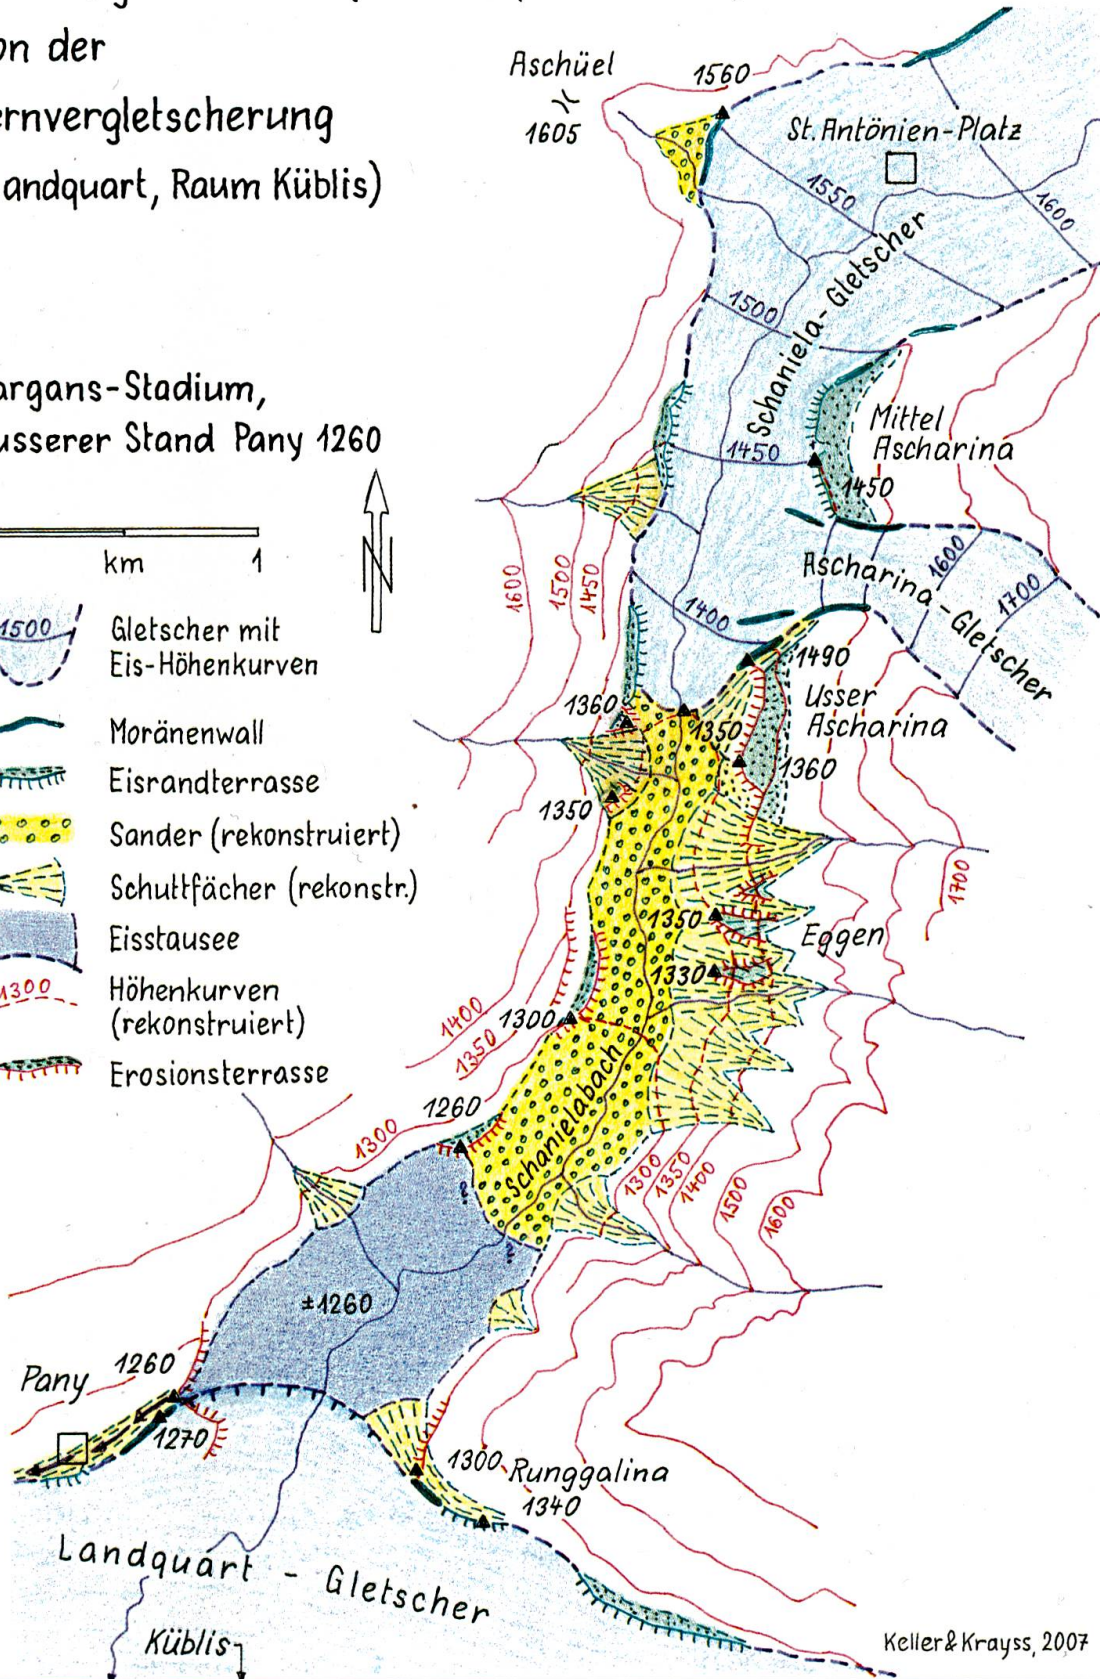 on der
ernvergletscherung
andquart, Raum Küblis)
argans-Stadium,
usserer Stand Pany 1260
km 1
N
1500 Gletscher mit
Eis-Höhenkurven
Moränenwall
Eisrandterrasse
Sander (rekonstruiert)
Schuttfächer (rekonstr.)
Eisstausee
1300 Höhenkurven
(rekonstruiert)
Erosionsterrasse
Aschüel
1605
1560
St. Antönien-Platz
1550
1600
Schaniela-Gletscher
1500
1450
Mittel
Ascharina
1450
1600
1500
1450
1400
Ascharina-Gletscher
1600
1700
1490
Usser
Ascharina
1360
1350
1360
1350
1700
1350
Eggen
1330
1400
1350
1300
Schanielabach
1260
1300
?
?
1300
1350
1400
1500
1600
±1260
Pany
1260
1270
1300
Runggalina
1340
Landquart - Gletscher
Küblis
Keller & Krayss, 2007